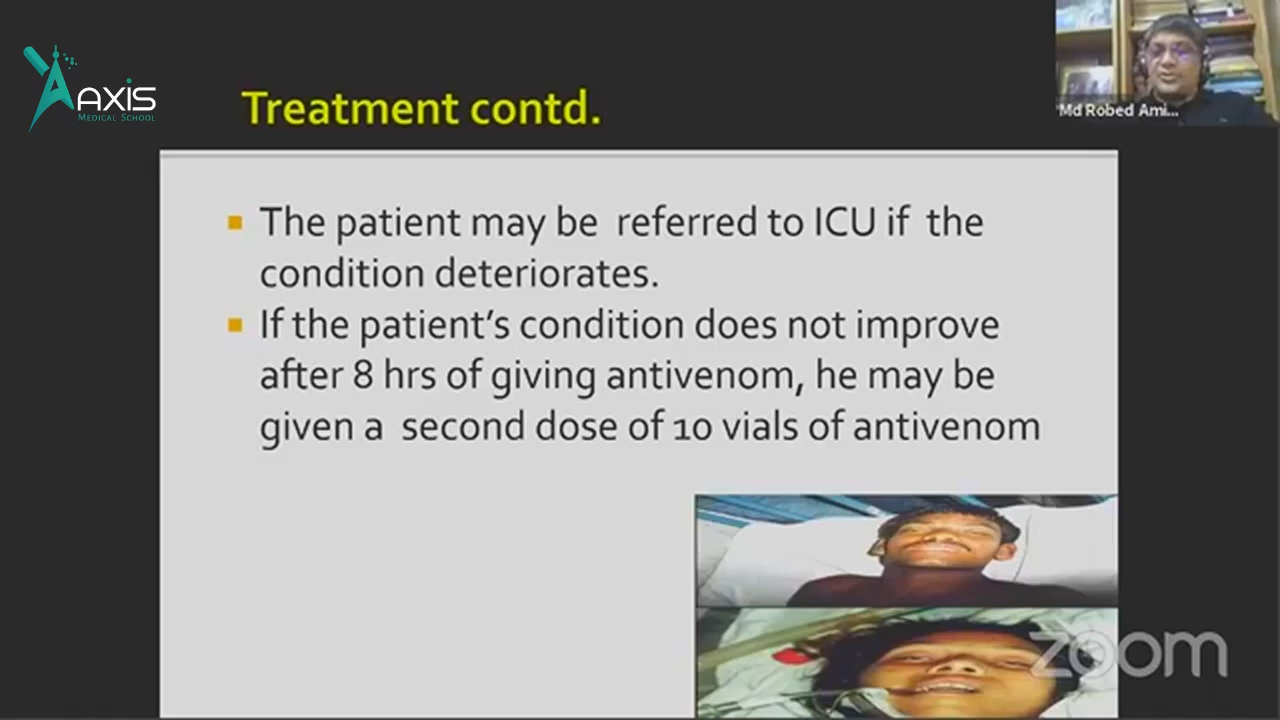 AXIS
MEDICAL SCHOOL
Treatment contd.
Md Robed Ami...
The patient may be referred to ICU if the
condition deteriorates.
If the patient's condition does not improve
after 8 hrs of giving antivenom, he may be
given a second dose of 10 vials of antivenom
zoom